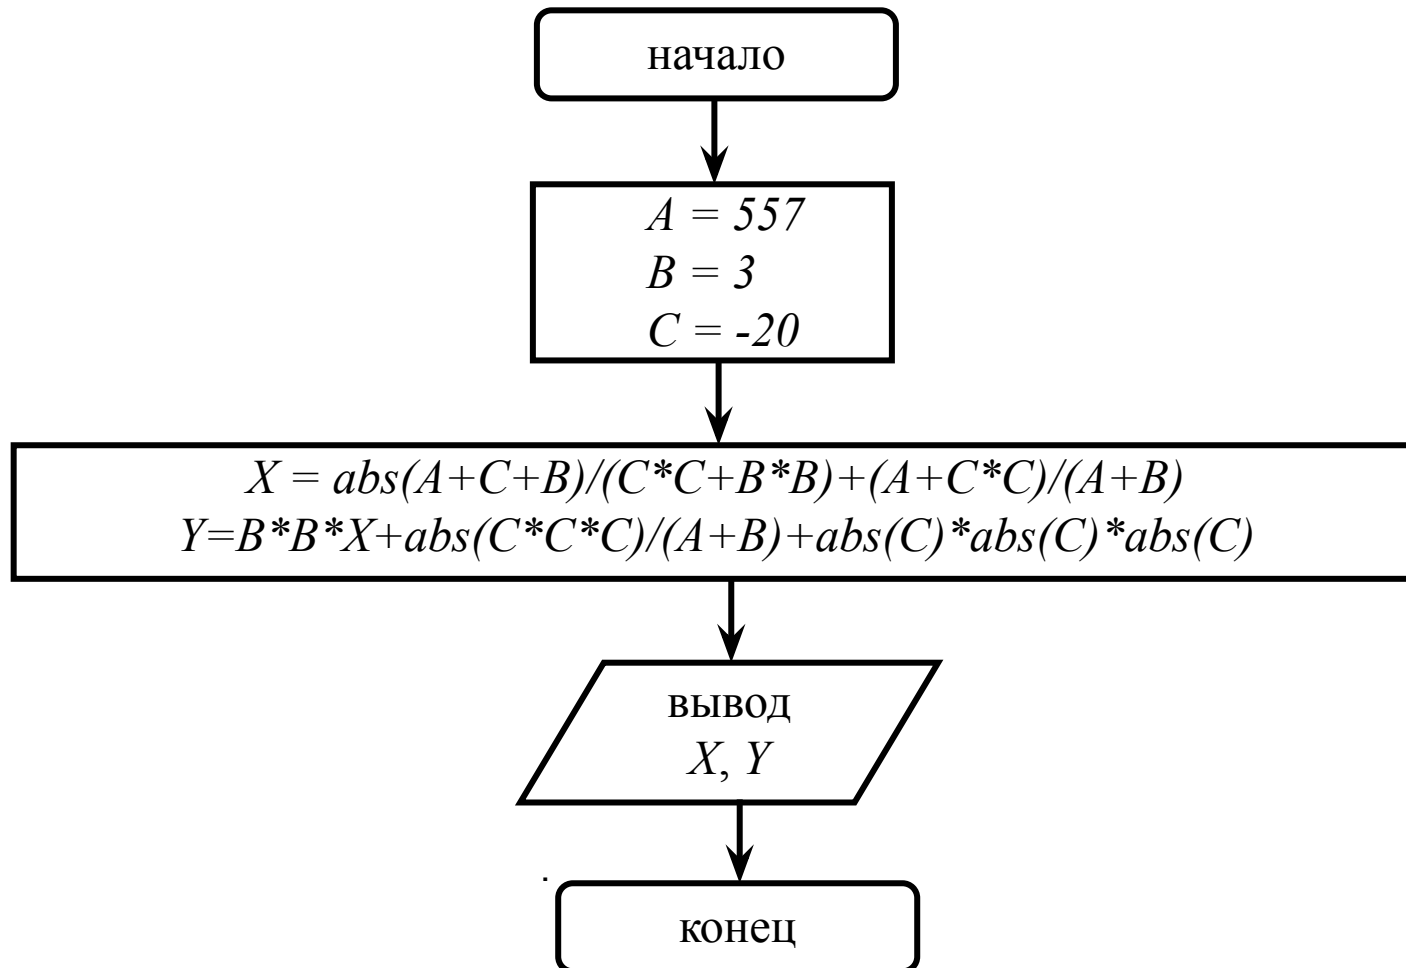 начало
A = 557
B = 3
C = -20
X = abs(A+C+B)/(C*C+B*B)+(A+C*C)/(A+B)
Y=B*B*X+abs(C*C*C)/(A+B)+abs(C)*abs(C)*abs(C)
вывод
X, Y
.
конец